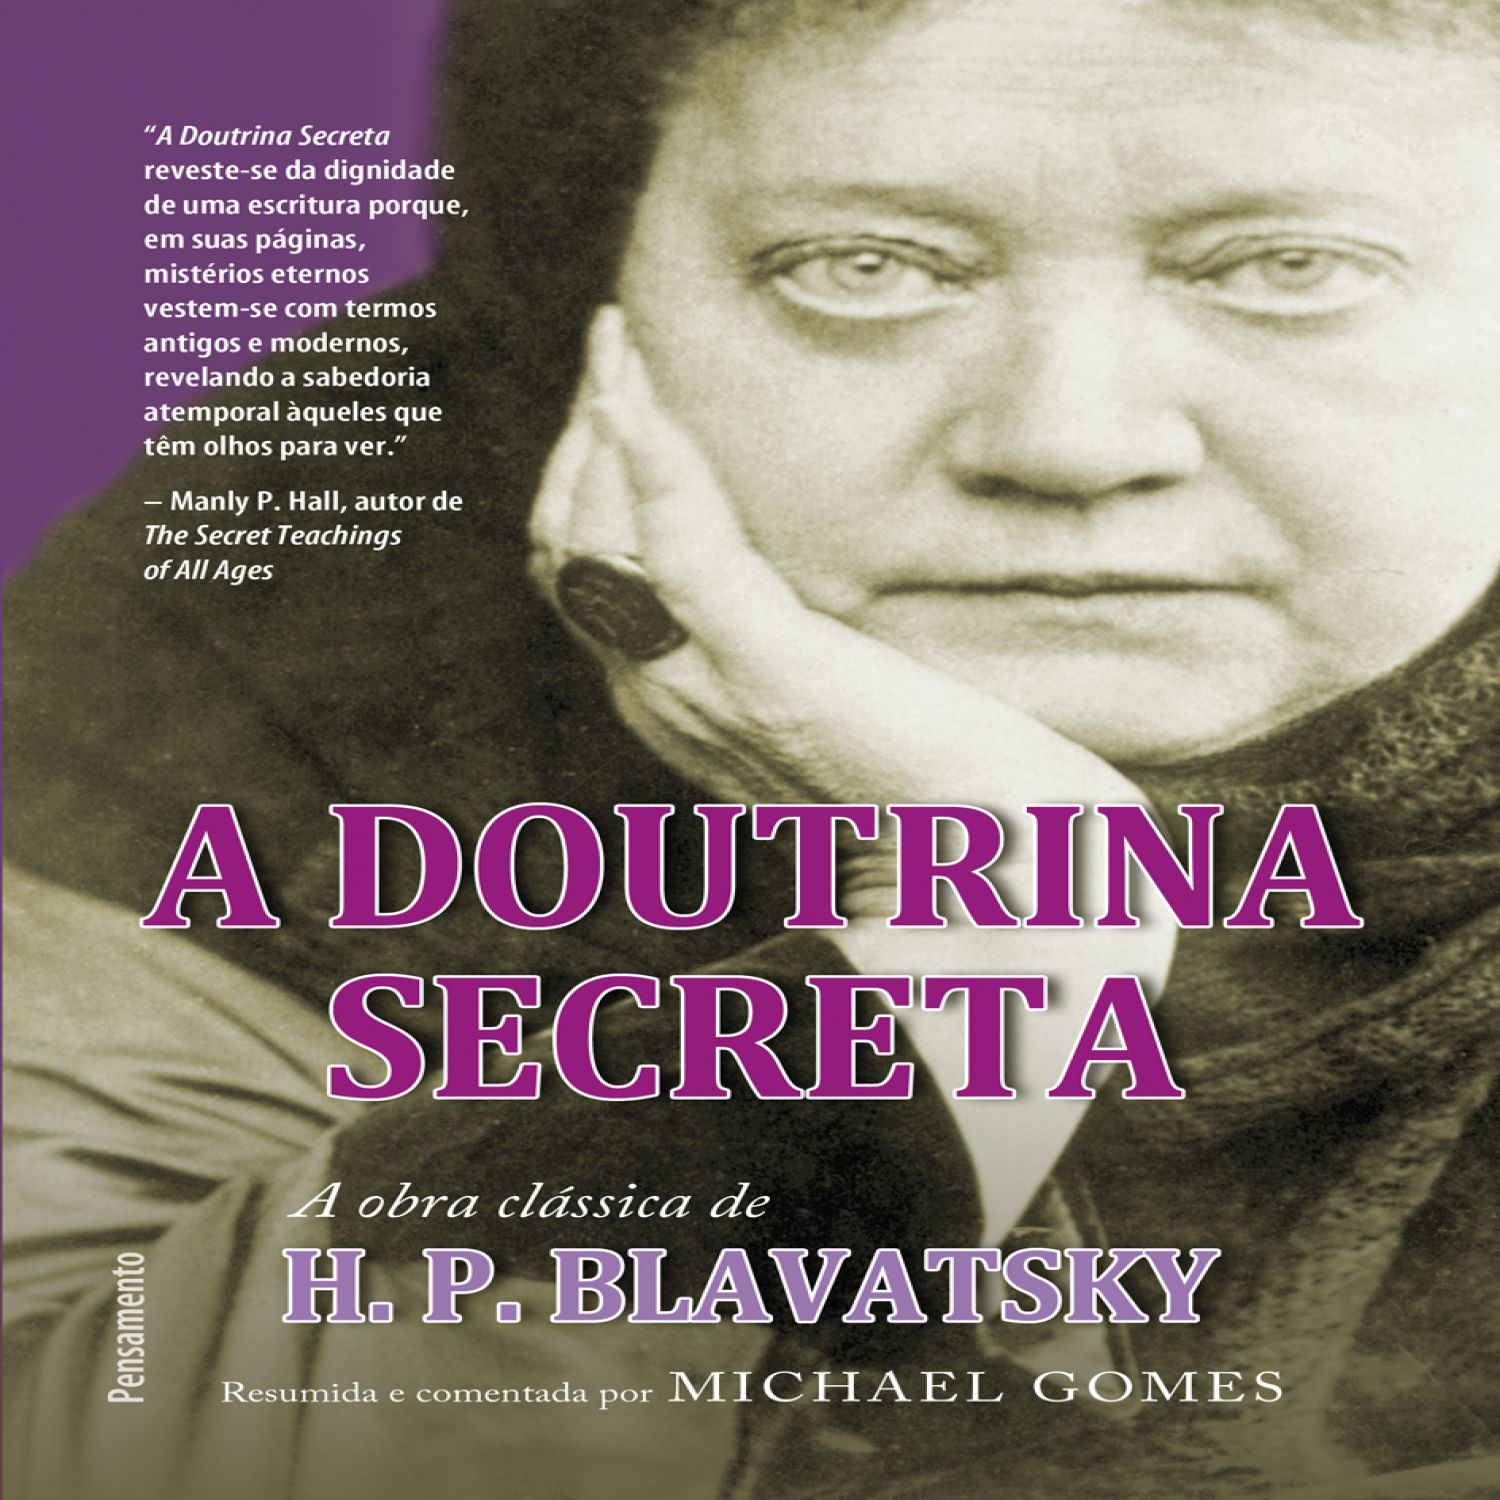 “A Doutrina Secreta
reveste-se da dignidade
de uma escritura porque,
em suas páginas,
mistérios eternos
vestem-se com termos
antigos e modernos,
revelando a sabedoria
atemporal àqueles que
têm olhos para ver.”
— Manly P. Hall, autor de
The Secret Teachings
of All Ages
A DOUTRINA
SECRETA
A obra clássica de
H. P. BLAVATSKY
Resumida e comentada por MICHAEL GOMES
Pensamento